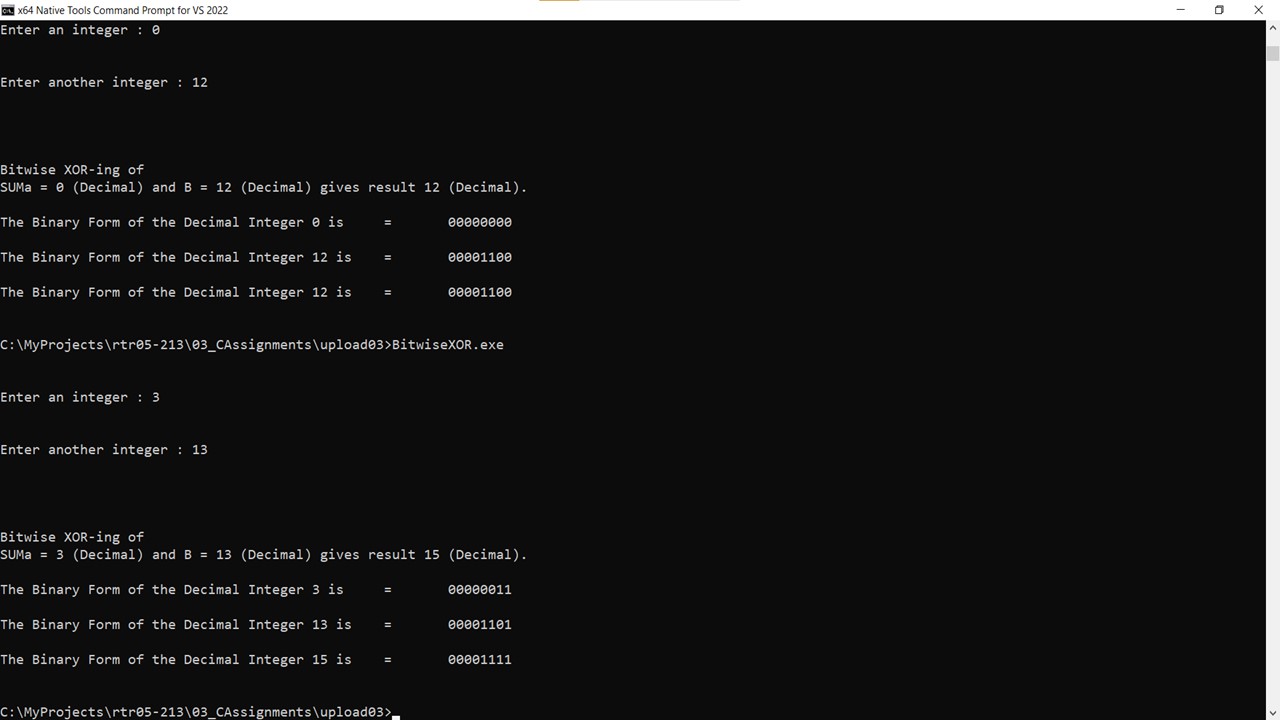 x64 Native Tools Command Prompt for VS 2022
Enter an integer : 0
Enter another integer : 12
Bitwise XOR-ing of
SUMa = 0 (Decimal) and B = 12 (Decimal) gives result 12 (Decimal).
The Binary Form of the Decimal Integer 0 is     =       00000000
The Binary Form of the Decimal Integer 12 is    =       00001100
The Binary Form of the Decimal Integer 12 is    =       00001100
C:\MyProjects\rtr05-213\03_CAssignments\upload03>BitwiseXOR.exe
Enter an integer : 3
Enter another integer : 13
Bitwise XOR-ing of
SUMa = 3 (Decimal) and B = 13 (Decimal) gives result 15 (Decimal).
The Binary Form of the Decimal Integer 3 is     =       00000011
The Binary Form of the Decimal Integer 13 is    =       00001101
The Binary Form of the Decimal Integer 15 is    =       00001111
C:\MyProjects\rtr05-213\03_CAssignments\upload03>